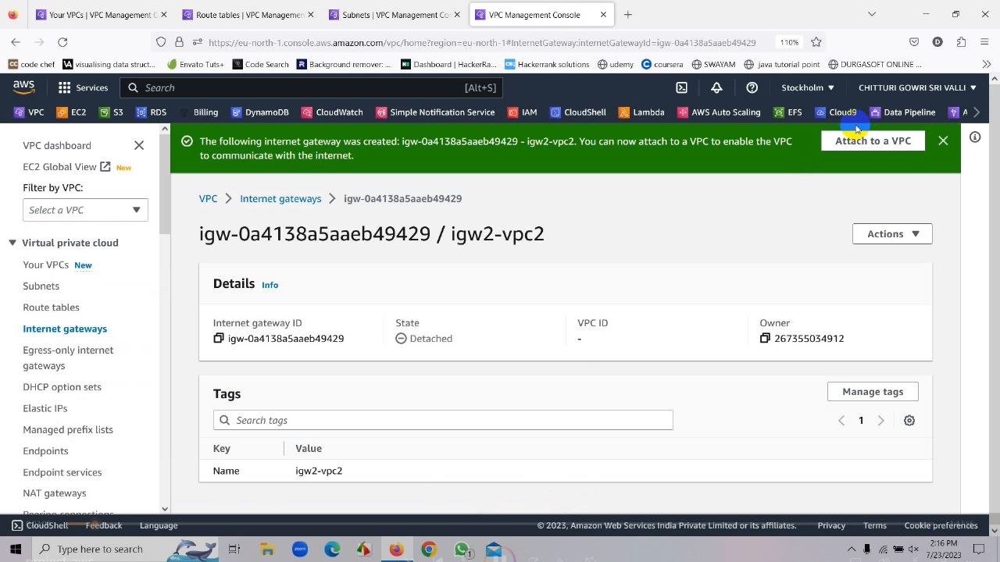 Your VPCs | VPC Management C
Route tables | VPC Managemen
Subnets | VPC Management Co
VPC Management Console
https://eu-north-1.console.aws.amazon.com/vpc/home?region=eu-north-1#InternetGateway:internetGatewayId=igw-0a4138a5aaeb49429
110%
code chef
visualising data struct...
Envato Tuts+
Code Search
Background mover: ...
Dashboard | HackerRa...
Hackerrank solutions
udemy
coursera
SWAYAM
java point tutorial
DURGASOFT ONLINE ...
aws
Services
Search
[Alt+S]
Stockholm
CHITTURI GOWRI SRI VALLI
VPC
EC2
S3
RDS
Billing
DynamoDB
CloudWatch
Simple Notification Service
IAM
CloudShell
Lambda
AWS Auto Scaling
EFS
Cloud9
Data Pipeline
A
VPC dashboard
EC2 Global View New
Filter by VPC:
Select a VPC
Virtual private cloud
Your VPCs New
Subnets
Route tables
Internet gateways
Egress-only internet
gateways
DHCP option sets
Elastic IPs
Managed prefix lists
Endpoints
Endpoint services
NAT gateways
Peering connections
The following internet gateway was created: igw-0a4138a5aaeb49429 - igw-vpc2. You can now attach to a VPC to enable the VPC
to communicate with the internet.
Attach to a VPC
VPC
Internet gateways
igw-0a4138a5aaeb49429
igw-0a4138a5aaeb49429 / igw2-vpc2
Actions
Details
Info
Internet gateway ID
igw-0a4138a5aaeb49429
State
Detached
VPC ID
-
Owner
267355034912
Tags
Manage tags
Search tags
1
Key
Value
Name
igw2-vpc2
CloudShell
Feedback
Language
© 2023, Amazon Web Services India Private Limited or its affiliates.
Privacy
Terms
Cookie preferences
Type here to search
zoom
1
2:16 PM
7/23/2023